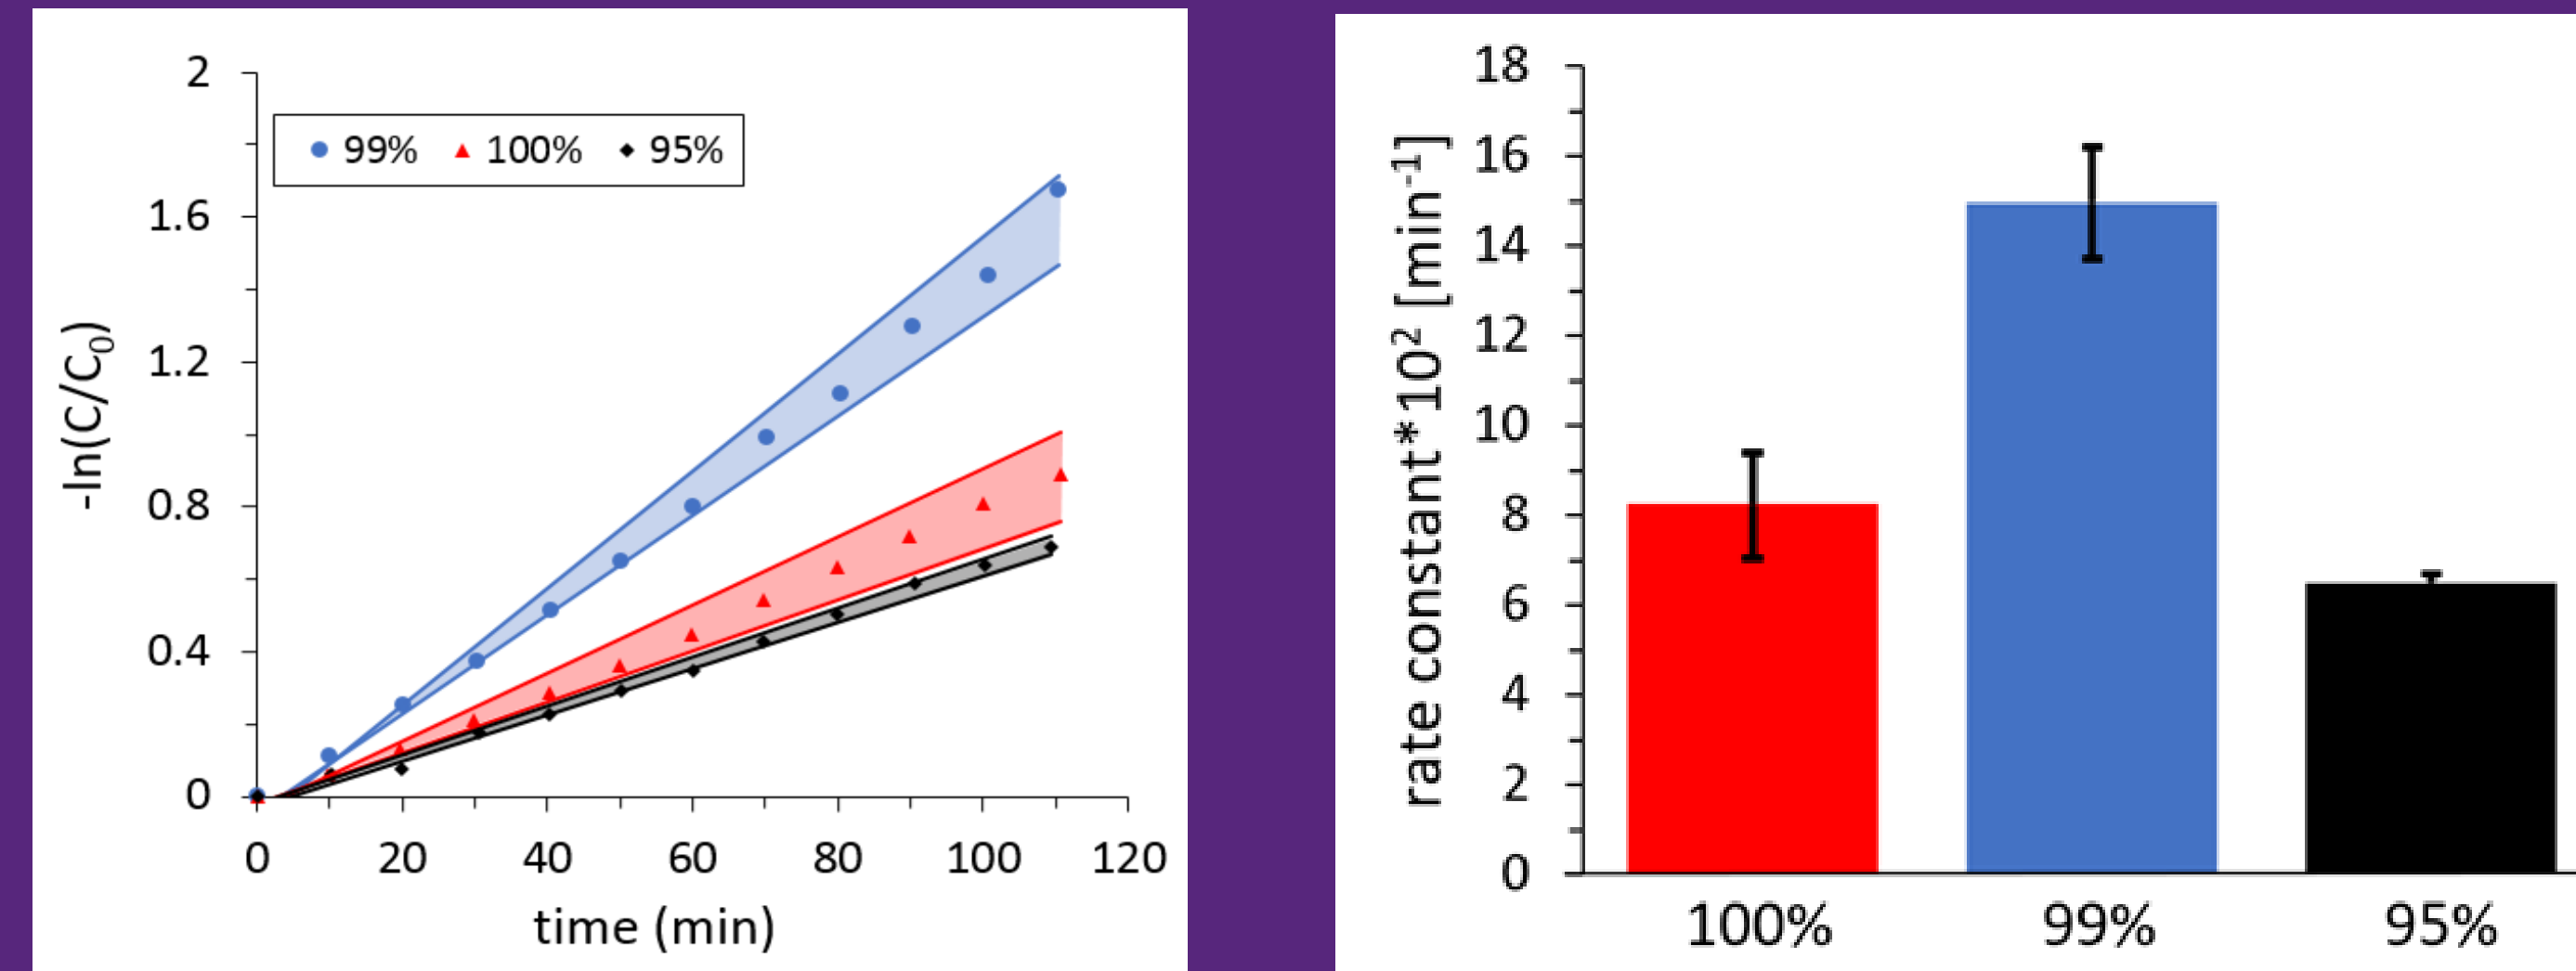 2
1.6
1.2
0.8
0.4
0
99% 100% 95%
-ln(C/C₀)
0 20 40 60 80 100 120
time (min)
18
16
14
12
10
8
6
4
2
0
rate constant*10² [min⁻¹]
100% 99% 95%